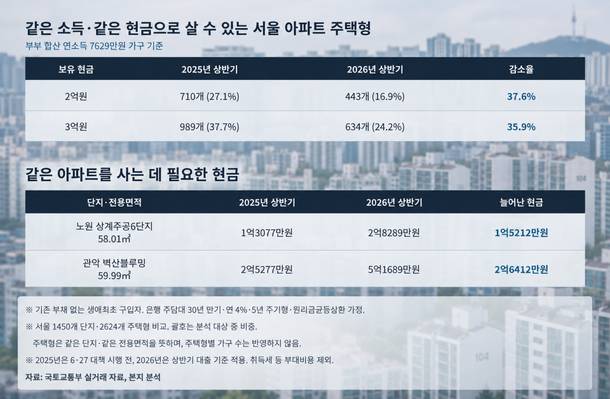 같은 소득·같은 현금으로 살 수 있는 서울 아파트 주택형
부부 합산 연소득 7629만원 가구 기준
보유 현금 2025년 상반기 2026년 상반기 감소율
2억원 710개 (27.1%) 443개 (16.9%) 37.6%
3억원 989개 (37.7%) 634개 (24.2%) 35.9%
같은 아파트를 사는 데 필요한 현금
단지·전용면적 2025년 상반기 2026년 상반기 늘어난 현금
노원 상계주공6단지
58.01㎡ 1억3077만원 2억8289만원 1억5212만원
관악 벽산블루밍
59.99㎡ 2억5277만원 5억1689만원 2억6412만원
※ 기존 부채 없는 생애최초 구입자. 은행 주담대 30년 만기·연 4%·5년 주기형·원리금균등상환 가정.
※ 서울 1450개 단지·2624개 주택형 비교. 괄호는 분석 대상 중 비중.
주택형은 같은 단지·같은 전용면적을 뜻하며, 주택형별 가구 수는 반영하지 않음.
※ 2025년은 6·27 대책 시행 전, 2026년은 상반기 대출 기준 적용. 취득세 등 부대비용 제외.
자료: 국토교통부 실거래 자료, 본지 분석
104
104